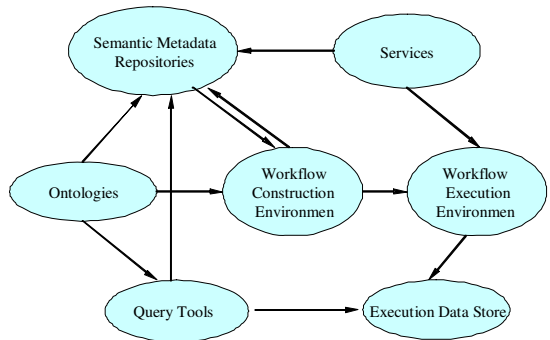 Semantic Metadata
Repositories
Services
Ontologies
Workflow
Construction
Environmen
Workflow
Execution
Environmen
Query Tools
Execution Data Store